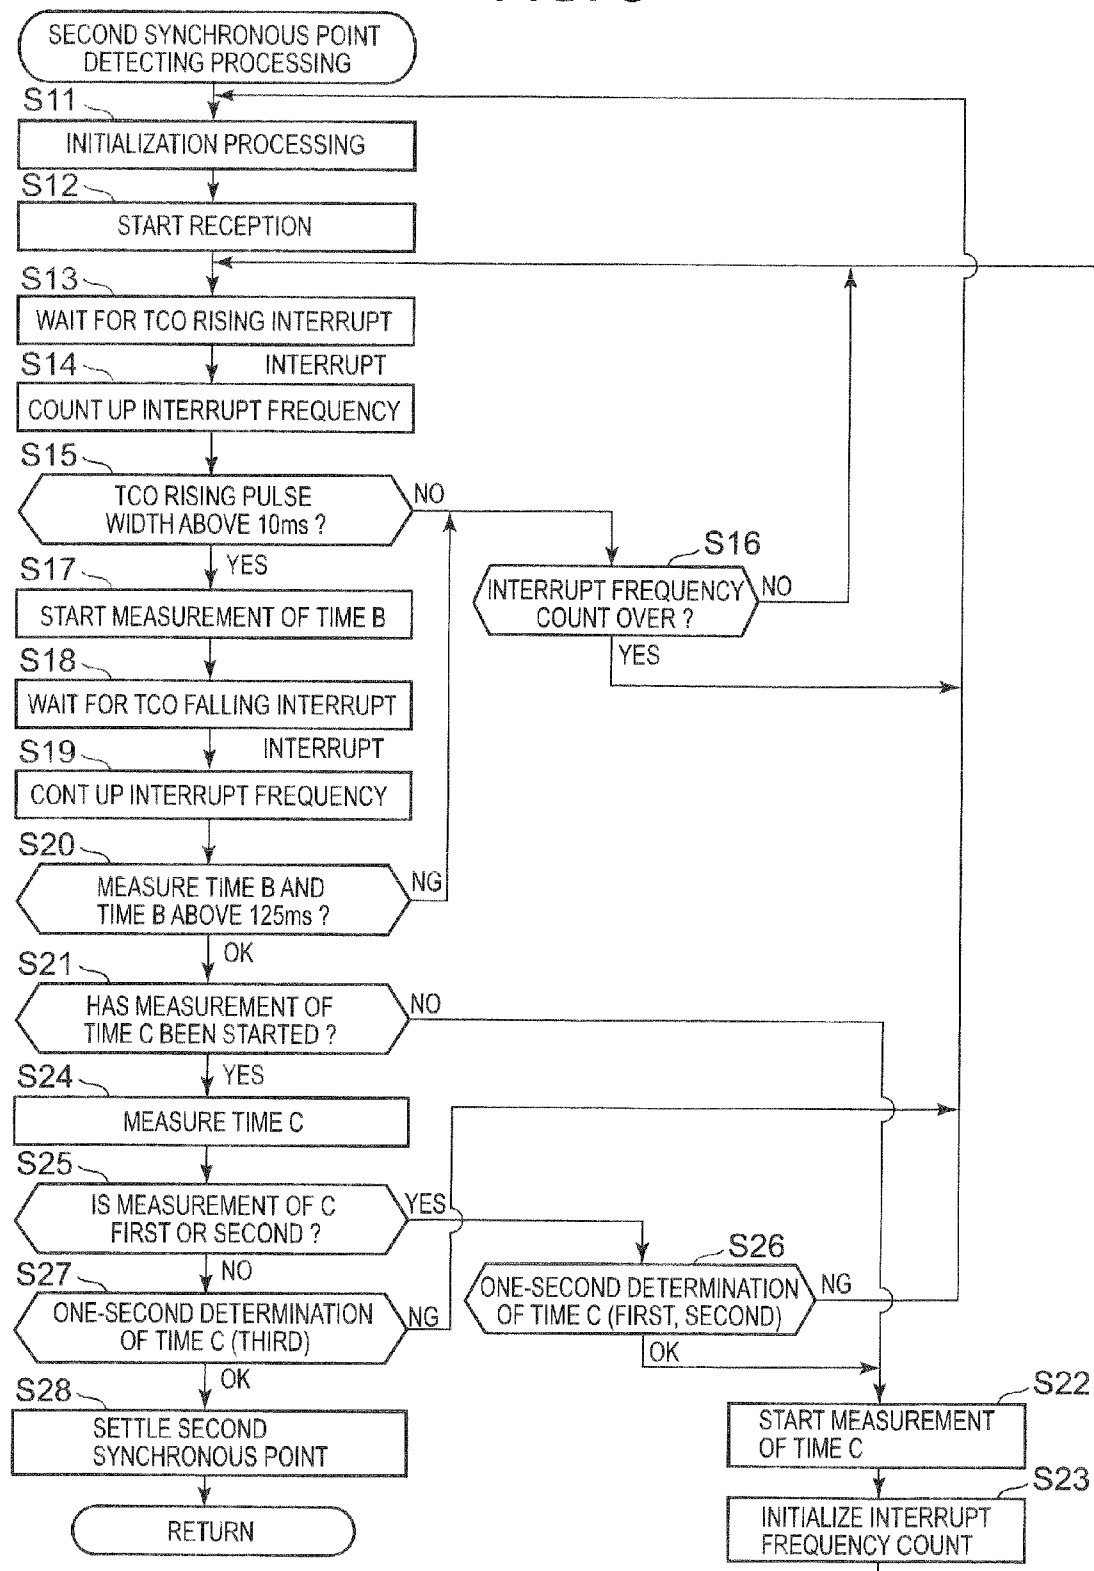 SECOND SYNCHRONOUS POINT
DETECTING PROCESSING
S11
INITIALIZATION PROCESSING
S12
START RECEPTION
S13
WAIT FOR TCO RISING INTERRUPT
INTERRUPT
S14
COUNT UP INTERRUPT FREQUENCY
S15
TCO RISING PULSE
WIDTH ABOVE 10ms ?
NO
YES
S16
INTERRUPT FREQUENCY
COUNT OVER ?
NO
YES
S17
START MEASUREMENT OF TIME B
S18
WAIT FOR TCO FALLING INTERRUPT
INTERRUPT
S19
CONT UP INTERRUPT FREQUENCY
S20
MEASURE TIME B AND
TIME B ABOVE 125ms ?
NG
OK
S21
HAS MEASUREMENT OF
TIME C BEEN STARTED ?
NO
YES
S24
MEASURE TIME C
S25
IS MEASUREMENT OF C
FIRST OR SECOND ?
YES
NO
S26
ONE-SECOND DETERMINATION
OF TIME C (FIRST, SECOND)
NG
OK
S27
ONE-SECOND DETERMINATION
OF TIME C (THIRD)
NG
OK
S28
SETTLE SECOND
SYNCHRONOUS POINT
RETURN
S22
START MEASUREMENT
OF TIME C
S23
INITIALIZE INTERRUPT
FREQUENCY COUNT